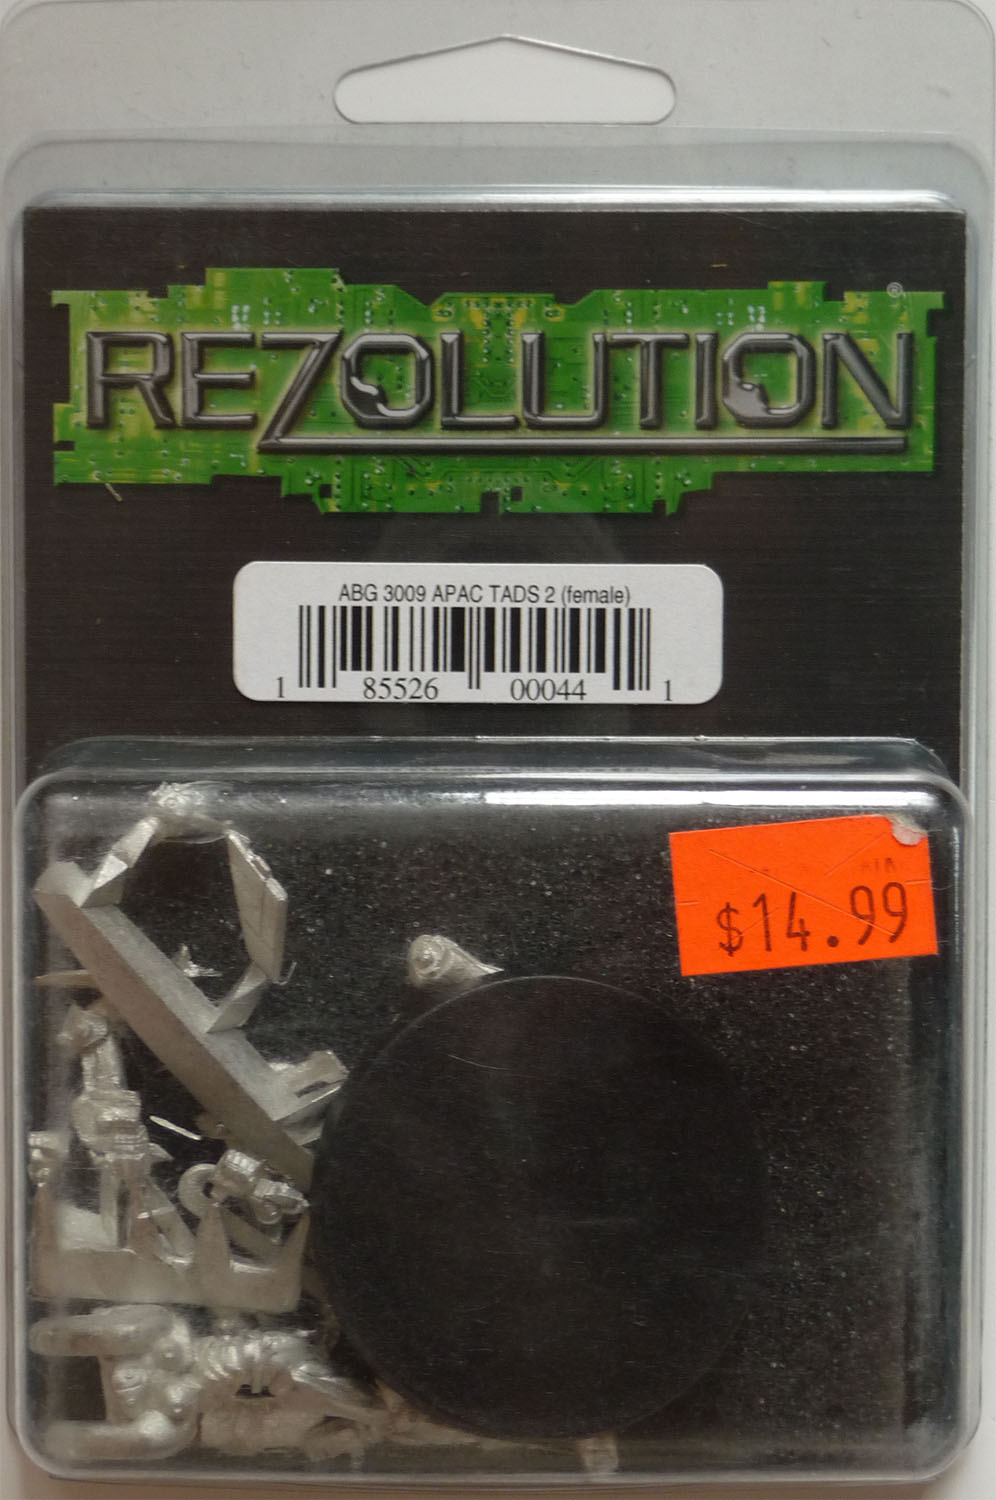 REZOLUTION®
ABG 3009 APAC TADS 2 (female)
1 85526 00044 1
$14.99